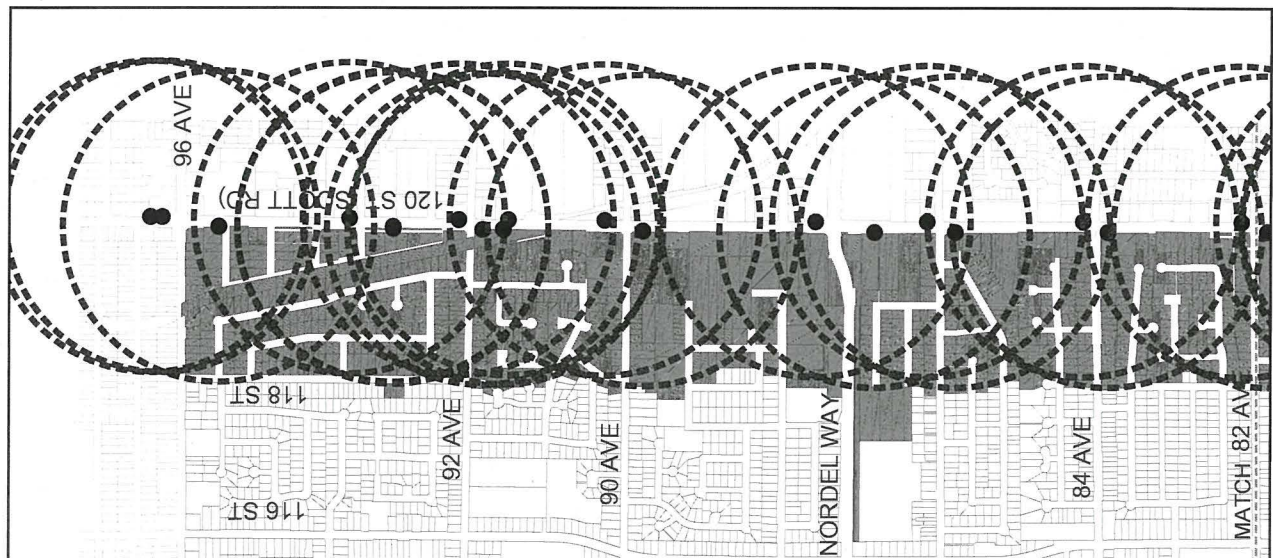 96 AVE
120 ST (SCOTT RD)
118 ST
116 ST
92 AVE
90 AVE
NORDEL WAY
84 AVE
MATCH 82 AV